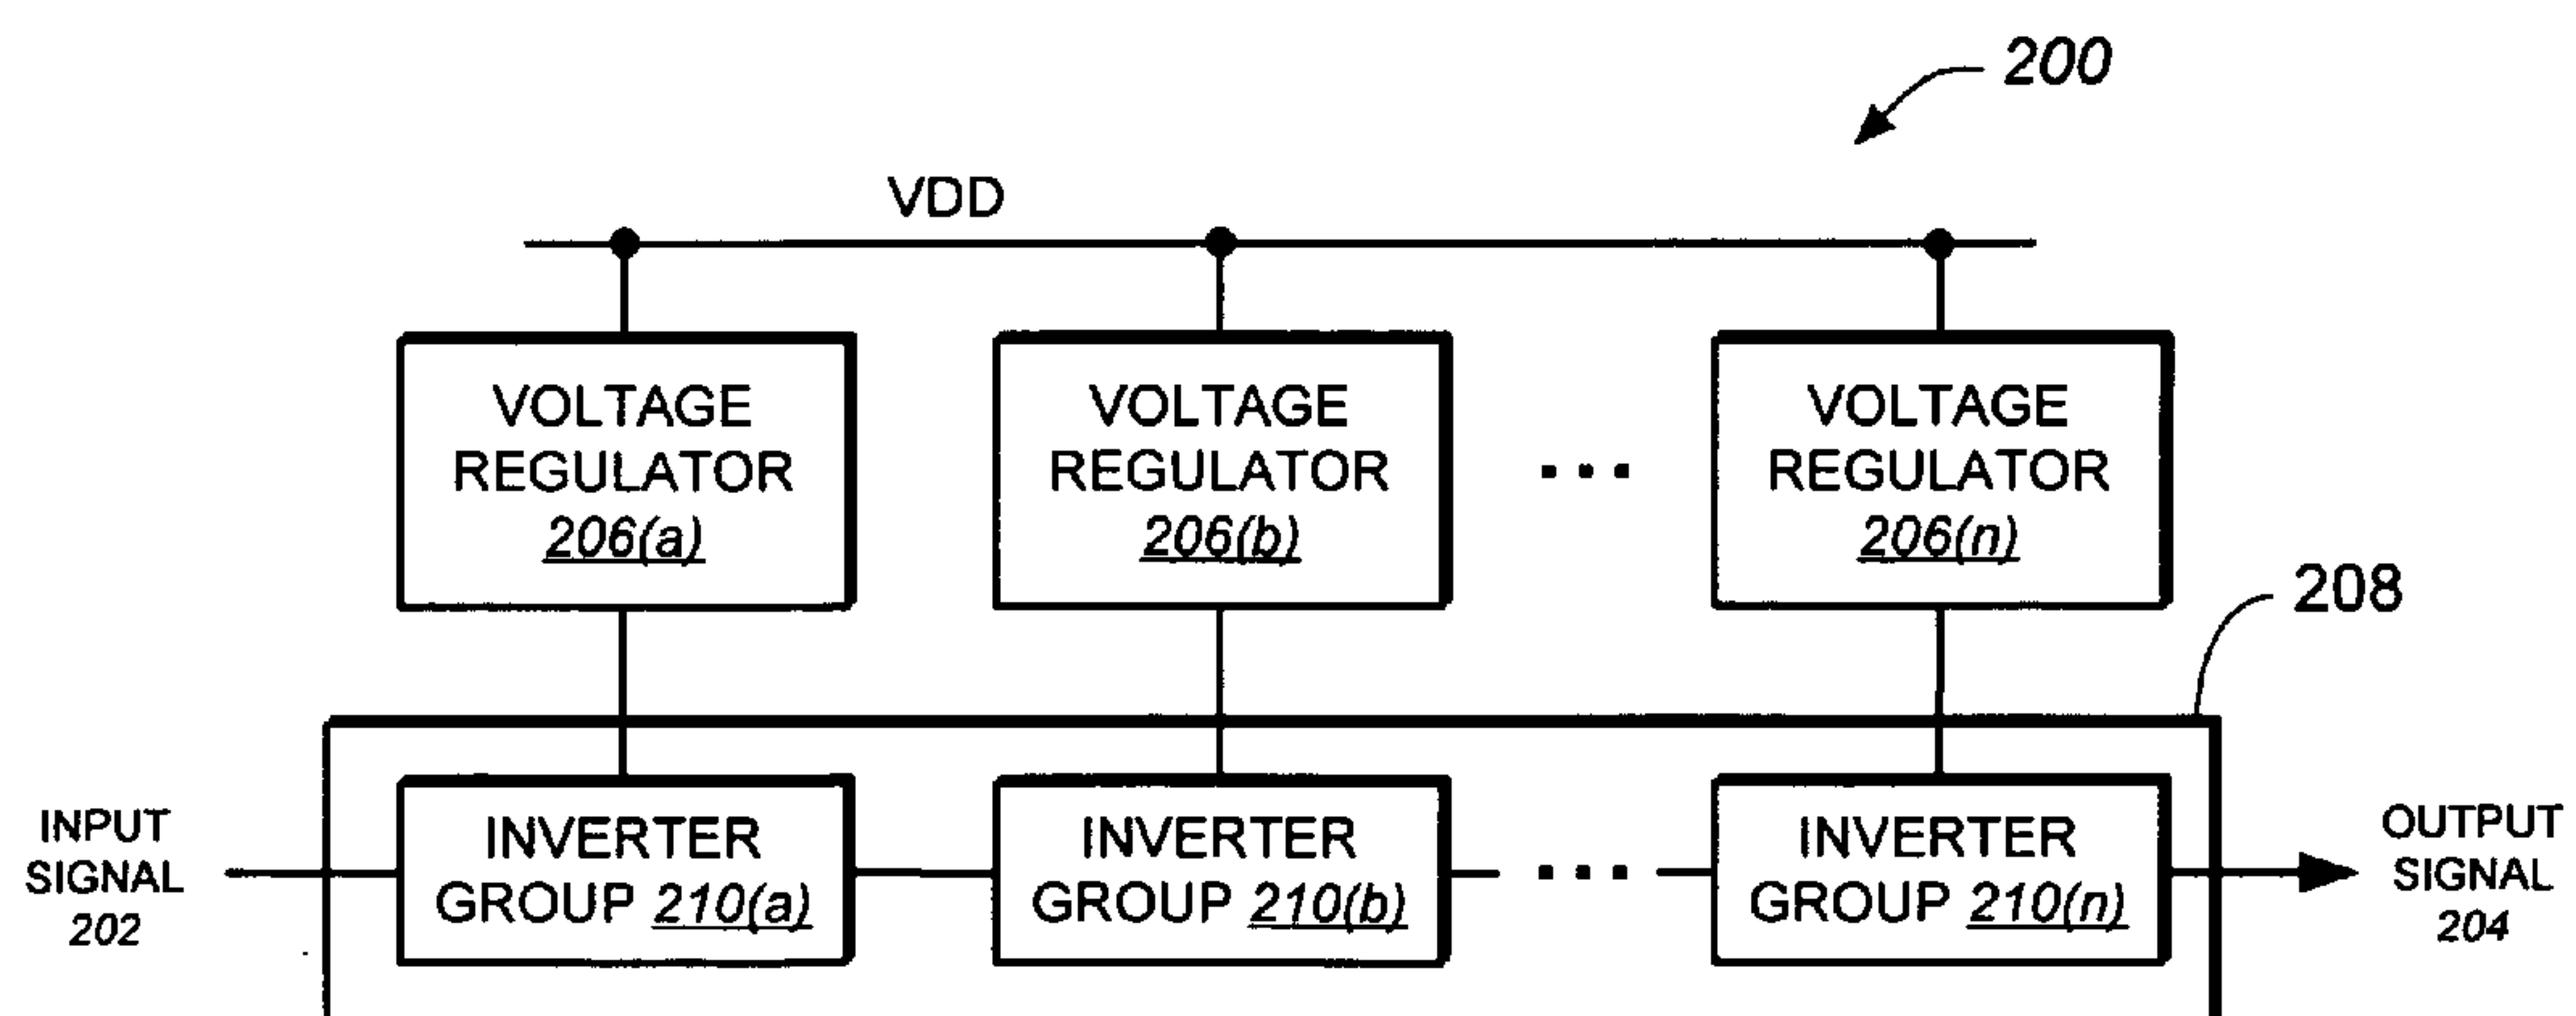 200
VDD
VOLTAGE
REGULATOR
206(a)
VOLTAGE
REGULATOR
206(b)
...
VOLTAGE
REGULATOR
206(n)
208
INPUT
SIGNAL
202
INVERTER
GROUP 210(a)
INVERTER
GROUP 210(b)
...
INVERTER
GROUP 210(n)
OUTPUT
SIGNAL
204